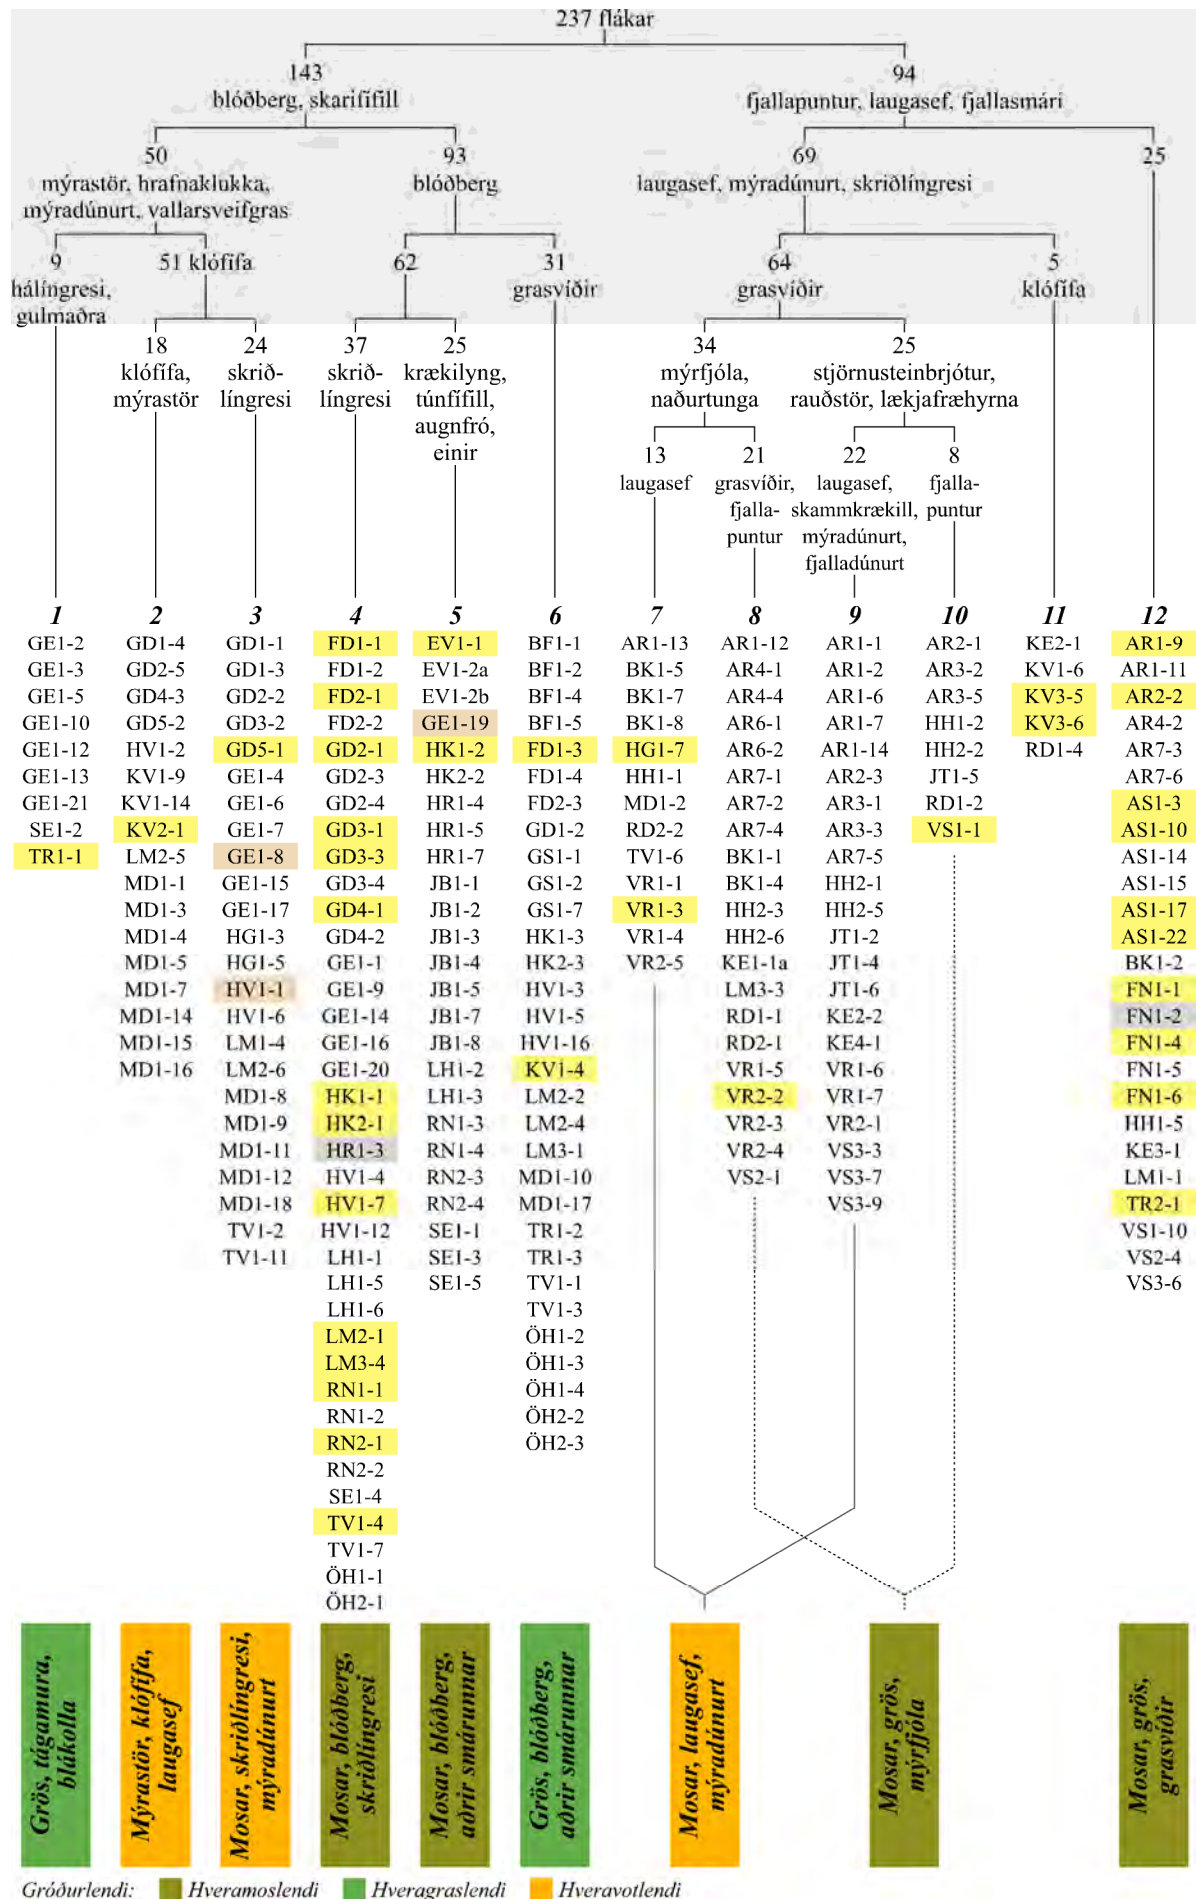 237 flákar
143
94
blóðberg, skarifífill
fjallapuntur, laugasef, fjallasmári
50
93
69
25
mýrastör, hrafnaklukka,
mýradúnurt, vallarsveifgras
blóðberg
laugasef, mýradúnurt, skriðlíngresi
9
51 klófífa
62
31
64
5
hálíngresi,
gulmaðra
grasvíðir
grasvíðir
klófífa
18
24
37
25
34
25
klófífa,
mýrastör
skrið-
língresi
skrið-
língresi
krækilyng,
túnfífill,
augnfró,
einir
mýrfjóla,
naðurtunga
stjörnusteinbrjótur,
rauðstör, lækjafræhyrna
13
21
22
8
laugasef
grasvíðir,
fjalla-
puntur
laugasef,
skammkrækill,
mýradúnurt,
fjalladúnurt
fjalla-
puntur
1
GE1-2
GE1-3
GE1-5
GE1-10
GE1-12
GE1-13
GE1-21
SE1-2
TR1-1
2
GD1-4
GD2-5
GD4-3
GD5-2
HV1-2
KV1-9
KV1-14
KV2-1
LM2-5
MD1-1
MD1-3
MD1-4
MD1-5
MD1-7
MD1-14
MD1-15
MD1-16
3
GD1-1
GD1-3
GD2-2
GD3-2
GD5-1
GE1-4
GE1-6
GE1-7
GE1-8
GE1-15
GE1-17
HG1-3
HG1-5
HV1-1
HV1-6
LM1-4
LM2-6
MD1-8
MD1-9
MD1-11
MD1-12
MD1-18
TV1-2
TV1-11
4
FD1-1
FD1-2
FD2-1
FD2-2
GD2-1
GD2-3
GD2-4
GD3-1
GD3-3
GD3-4
GD4-1
GD4-2
GE1-1
GE1-9
GE1-14
GE1-16
GE1-20
HK1-1
HK2-1
HR1-3
HV1-4
HV1-7
HV1-12
LH1-1
LH1-5
LH1-6
LM2-1
LM3-4
RN1-1
RN1-2
RN2-1
RN2-2
SE1-4
TV1-4
TV1-7
ÖH1-1
ÖH2-1
5
EV1-1
EV1-2a
EV1-2b
GE1-19
HK1-2
HK2-2
HR1-4
HR1-5
HR1-7
JB1-1
JB1-2
JB1-3
JB1-4
JB1-5
JB1-7
JB1-8
LH1-2
LH1-3
RN1-3
RN1-4
RN2-3
RN2-4
SE1-1
SE1-3
SE1-5
6
BF1-1
BF1-2
BF1-4
BF1-5
FD1-3
FD1-4
FD2-3
GD1-2
GS1-1
GS1-2
GS1-7
HK1-3
HK2-3
HV1-3
HV1-5
HV1-16
KV1-4
LM2-2
LM2-4
LM3-1
MD1-10
MD1-17
TR1-2
TR1-3
TV1-1
TV1-3
ÖH1-2
ÖH1-3
ÖH1-4
ÖH2-2
ÖH2-3
7
AR1-13
BK1-5
BK1-7
BK1-8
HG1-7
HH1-1
MD1-2
RD2-2
TV1-6
VR1-1
VR1-3
VR1-4
VR2-5
8
AR1-12
AR4-1
AR4-4
AR6-1
AR6-2
AR7-1
AR7-2
AR7-4
BK1-1
BK1-4
HH2-3
HH2-6
KE1-1a
LM3-3
RD1-1
RD2-1
VR1-5
VR2-2
VR2-3
VR2-4
VS2-1
9
AR1-1
AR1-2
AR1-6
AR1-7
AR1-14
AR2-3
AR3-1
AR3-3
AR7-5
HH2-1
HH2-5
JT1-2
JT1-4
JT1-6
KE2-2
KE4-1
VR1-6
VR1-7
VR2-1
VS3-3
VS3-7
VS3-9
10
AR2-1
AR3-2
AR3-5
HH1-2
HH2-2
JT1-5
RD1-2
VS1-1
11
KE2-1
KV1-6
KV3-5
KV3-6
RD1-4
12
AR1-9
AR1-11
AR2-2
AR4-2
AR7-3
AR7-6
AS1-3
AS1-10
AS1-14
AS1-15
AS1-17
AS1-22
BK1-2
FN1-1
FN1-2
FN1-4
FN1-5
FN1-6
HH1-5
KE3-1
LM1-1
TR2-1
VS1-10
VS2-4
VS3-6
Grös, tágamura,
blákolla
Mýrastör, klófífa,
laugasef
Mosar, skriðlíngresi,
mýradúnurt
Mosar, blóðberg,
skriðlíngresi
Mosar, blóðberg,
aðrir smárunnar
Grös, blóðberg,
aðrir smárunnar
Mosar, laugasef,
mýradúnurt
Mosar, grös,
mýrfjóla
Mosar, grös,
grasvíðir
Gróðurlendi: Hveramoslendi Hveragraslendi Hveravotlendi